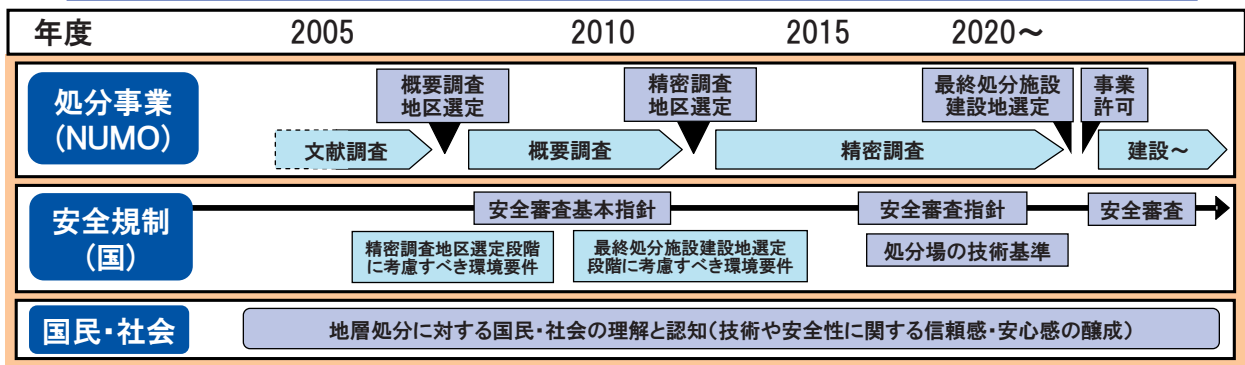 年度 2005 2010 2015 2020～
処分事業
(NUMO)
概要調査
地区選定
精密調査
地区選定
最終処分施設
建設地選定
事業
許可
文献調査
概要調査
精密調査
建設～
安全規制
(国)
安全審査基本指針
安全審査指針
安全審査
精密調査地区選定段階
に考慮すべき環境要件
最終処分施設建設地選定
段階に考慮すべき環境要件
処分場の技術基準
国民・社会
地層処分に対する国民・社会の理解と認知(技術や安全性に関する信頼感・安心感の醸成)